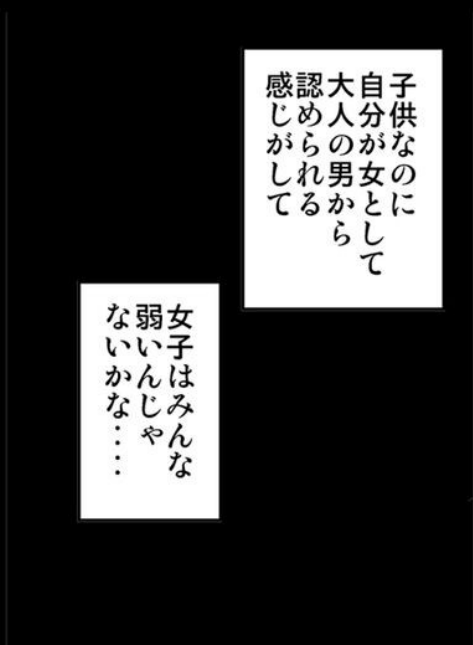 子供なのに
自分が女として
大人の男から
認められる
感じがして
女子はみんな
弱いんじゃ
ないかな‥‥